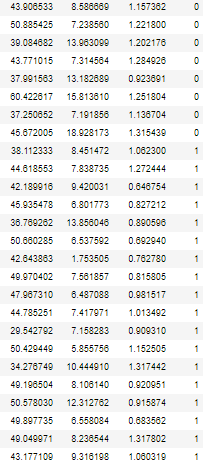 43.906533 8.586669 1.157362 0
50.885425 7.238560 1.221800 0
39.084682 13.963099 1.202176 0
43.771015 7.314564 1.284926 0
37.991563 13.182689 0.923691 0
60.422617 15.813610 1.251804 0
37.250652 7.191856 1.136704 0
45.672005 18.928173 1.315439 0
38.112333 8.451472 1.062300 1
44.618553 7.838735 1.272444 1
42.189916 9.420031 0.646754 1
45.935478 6.801773 0.827212 1
36.769262 13.856046 0.890596 1
50.660285 6.537592 0.692940 1
42.643863 1.753505 0.762780 1
49.970402 7.561857 0.815805 1
47.967310 6.487088 0.981517 1
44.785251 7.417971 1.013492 1
29.542792 7.158283 0.909310 1
50.429449 5.855756 1.152505 1
34.276749 10.444910 1.317442 1
49.196504 8.106140 0.920951 1
50.578030 12.312762 0.915874 1
49.897735 6.558084 0.683562 1
49.049971 8.236544 1.317802 1
43.177109 9.316198 1.060319 1